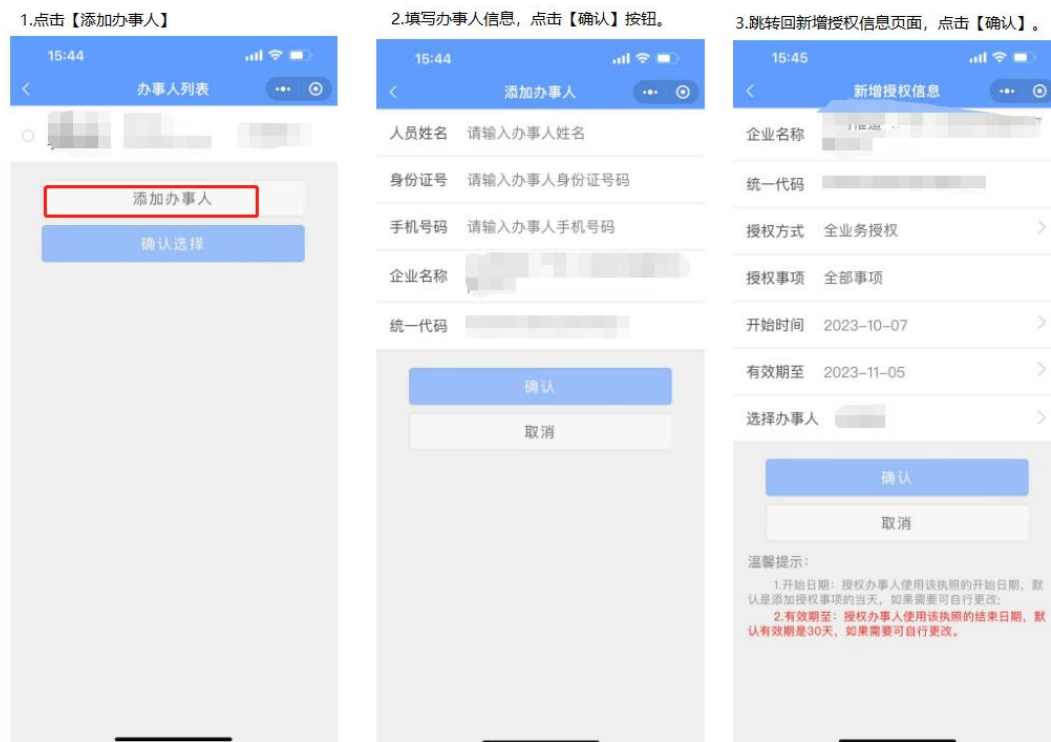 1.点击【添加办事人】
15:44
办事人列表
添加办事人
确认选择
2.填写办事人信息，点击【确认】按钮。
15:44
添加办事人
人员姓名 请输入办事人姓名
身份证号 请输入办事人身份证号码
手机号码 请输入办事人手机号码
企业名称
统一代码
确认
取消
3.跳转回新增授权信息页面，点击【确认】。
15:45
新增授权信息
企业名称
统一代码
授权方式 全业务授权
授权事项 全部事项
开始时间 2023-10-07
有效期至 2023-11-05
选择办事人
确认
取消
温馨提示：
1.开始日期：授权办事人使用该执照的开始日期，默
认是添加授权事项的当天，如果需要可自行更改；
2.有效期至：授权办事人使用该执照的结束日期，默
认有效期是30天，如果需要可自行更改。